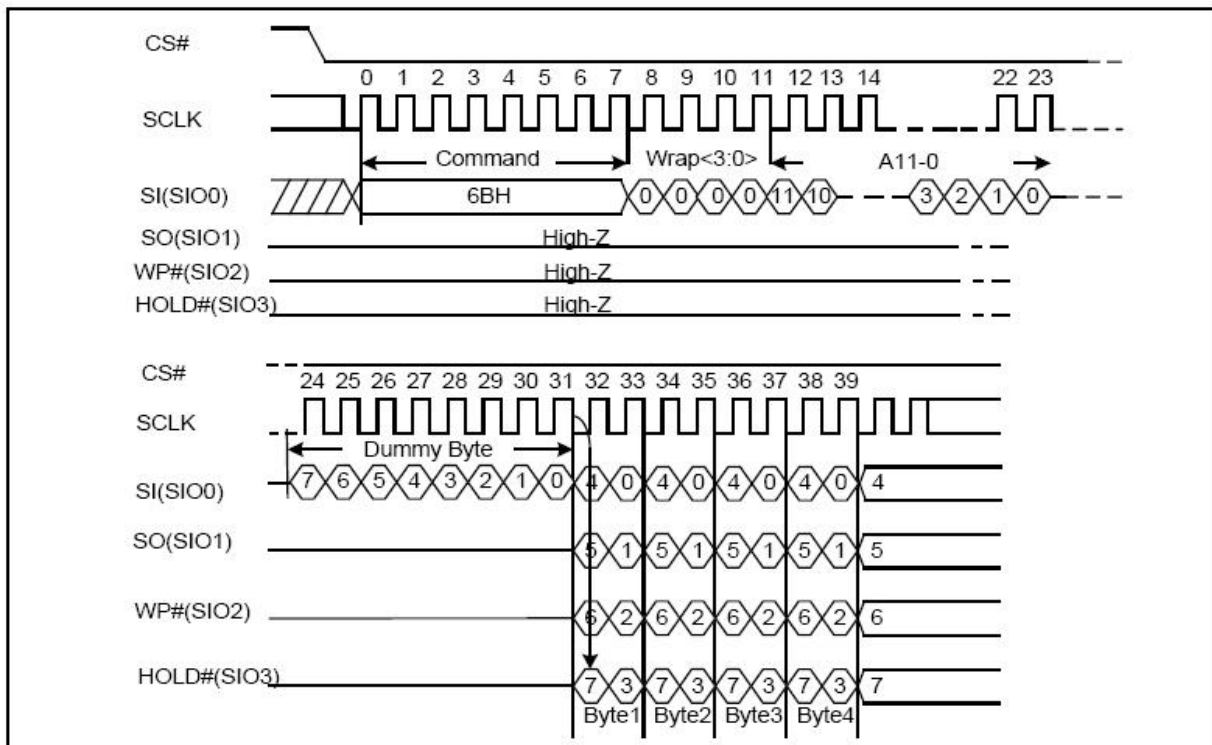 CS#
0 1 2 3 4 5 6 7 8 9 10 11 12 13 14 22 23
SCLK
Command Wrap<3:0> A11-0
SI(SIO0) 6BH 0 0 0 0 11 10 3 2 1 0
SO(SIO1) High-Z
WP#(SIO2) High-Z
HOLD#(SIO3) High-Z
CS#
24 25 26 27 28 29 30 31 32 33 34 35 36 37 38 39
SCLK
Dummy Byte
SI(SIO0) 7 6 5 4 3 2 1 0 4 0 4 0 4 0 4 0 4
SO(SIO1) 5 1 5 1 5 1 5 1 5
WP#(SIO2) 6 2 6 2 6 2 6 2 6
HOLD#(SIO3) 7 3 7 3 7 3 7 3 7
Byte1 Byte2 Byte3 Byte4